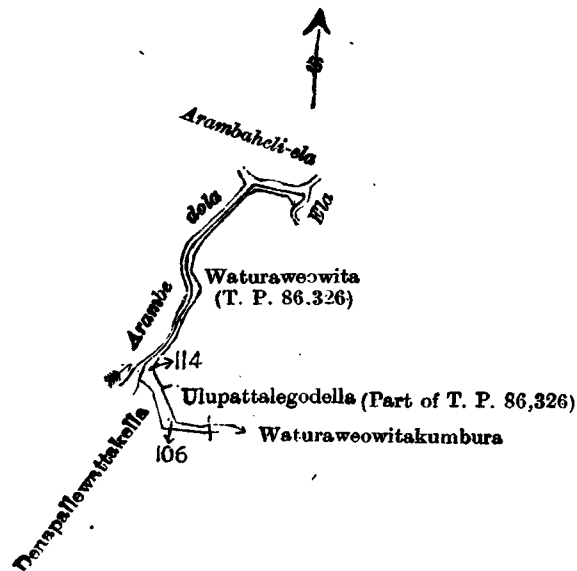 Arambaheli-ela
dola
Ela
Waturaweowita
(T. P. 86.326)
Arambe
114
Ulupattalegodella (Part of T. P. 86,326)
Waturaweowitakumbura
106
Denapallewattakella